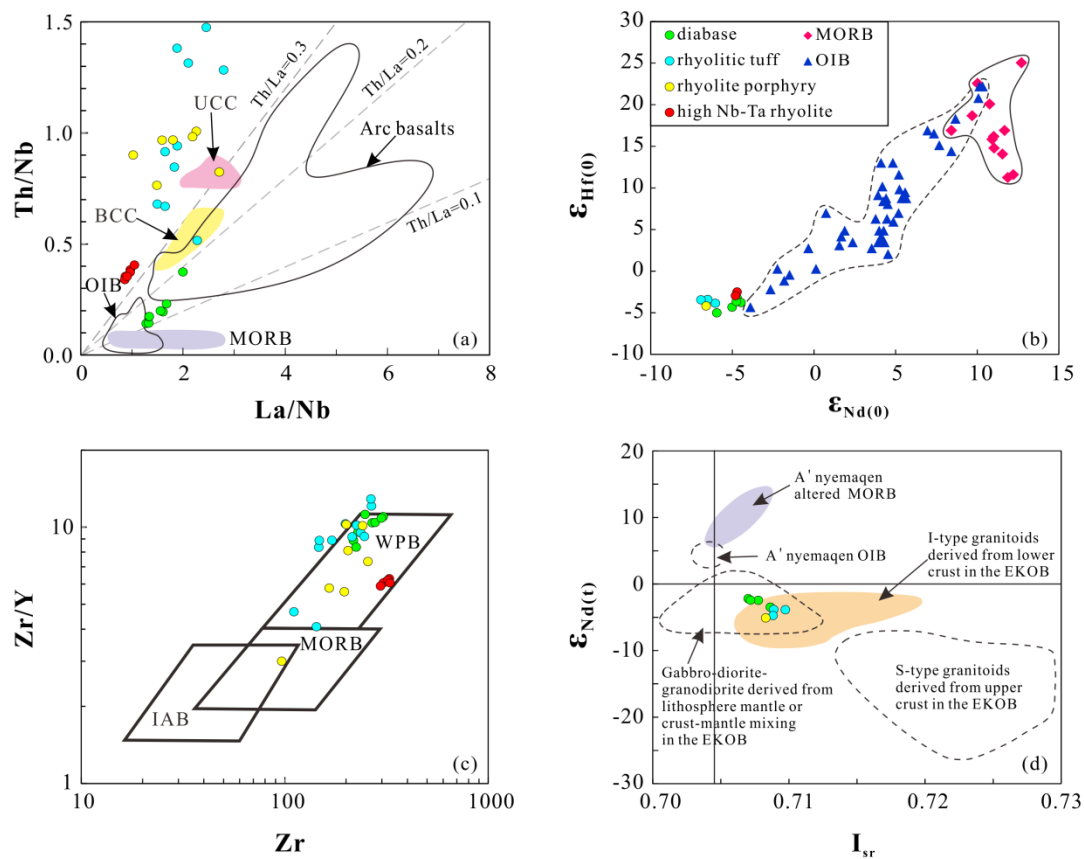 1.5
1.0
0.5
0.0
0
2
4
6
8
Th/Nb
La/Nb
UCC
BCC
OIB
MORB
Arc basalts
Th/La=0.3
Th/La=0.2
Th/La=0.1
(a)
30
25
20
15
10
5
0
-5
-10
-10
-5
0
5
10
15
εHf(0)
εNd(0)
diabase
MORB
rhyolitic tuff
OIB
rhyolite porphyry
high Nb-Ta rhyolite
(b)
10
1
10
100
1000
Zr/Y
Zr
WPB
MORB
IAB
(c)
20
10
0
-10
-20
-30
0.70
0.71
0.72
0.73
εNd(t)
Isr
A'nyemaqen
altered MORB
A'nyemaqen OIB
I-type granitoids
derived from lower
crust in the EKOB
Gabbro-diorite-
granodiorite derived from
lithosphere mantle or
crust-mantle mixing
in the EKOB
S-type granitoids
derived from upper
crust in the EKOB
(d)